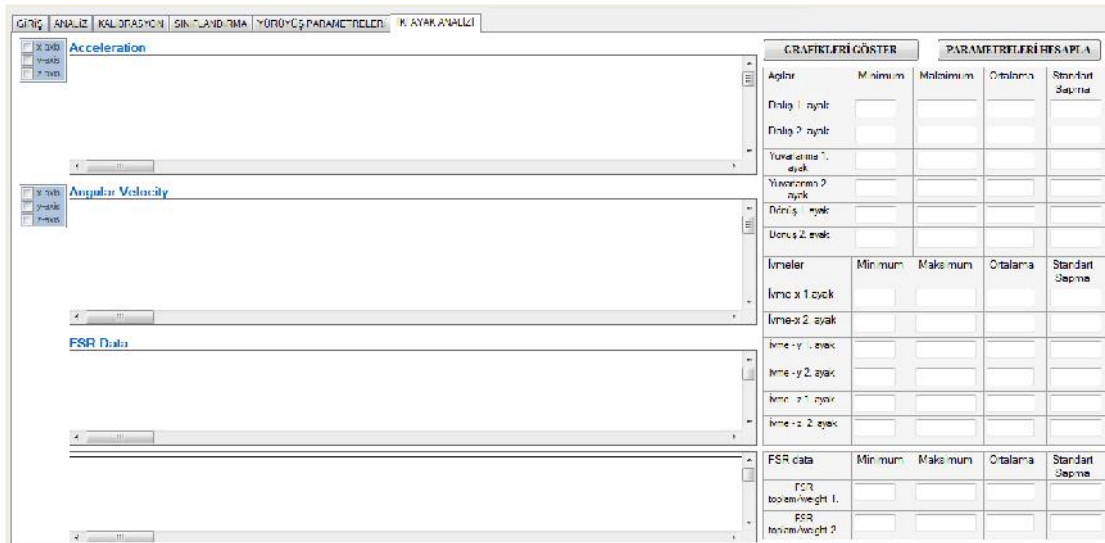 GİRİŞ ANALİZ KALİBRASYON SINIFLANDIRMA YÜRÜYÜŞ PARAMETRELERİ İKİ AYAK ANALİZİ
x axis
y-axis
z axis
Acceleration
x axis
y-axis
z-axis
Angular Velocity
FSR Data
GRAFİKLERİ GÖSTER PARAMETRELERİ HESAPLA
Açılar Minimum Maksimum Ortalama Standart
Sapma
Dalış 1. ayak
Dalış 2. ayak
Yuvarlanma 1.
ayak
Yuvarlanma 2.
ayak
Dönüş 1. ayak
Dönüş 2. ayak
İvmeler Minimum Maksimum Ortalama Standart
Sapma
İvme-x 1.ayak
İvme-x 2. ayak
İvme -y 1. ayak
İvme -y 2. ayak
İvme -z 1. ayak
İvme -z 2. ayak
FSR data Minimum Maksimum Ortalama Standart
Sapma
FSR
toplam/weight 1.
FSR
toplam/weight 2